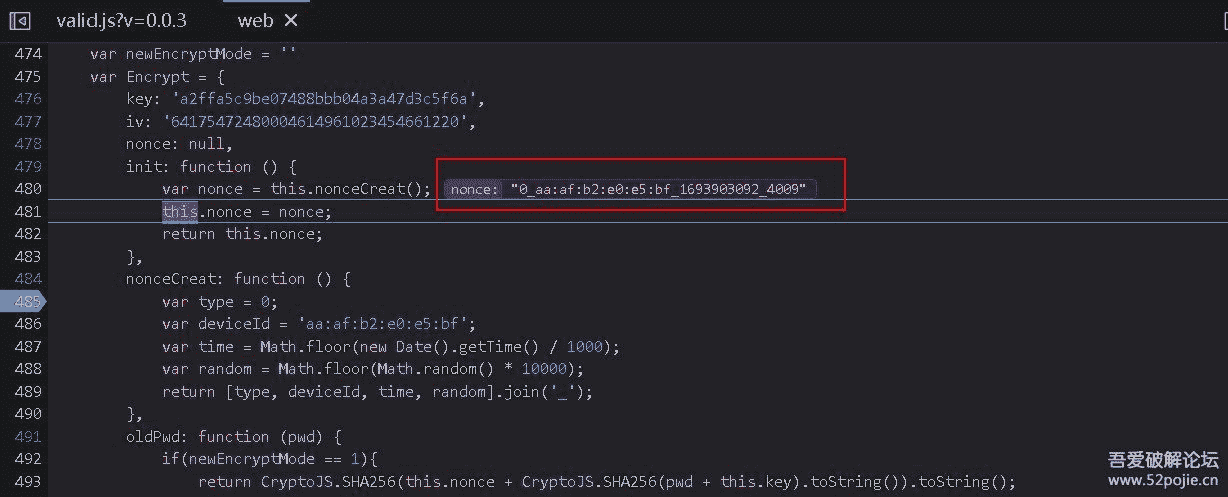 valid.js?v=0.0.3 web
474 var newEncryptMode = ''
475 var Encrypt = {
476 key: 'a2ffa5c9be07488bbb04a3a47d3c5f6a',
477 iv: '64175472480004614961023454661220',
478 nonce: null,
479 init: function () {
480 var nonce = this.nonceCreat(); nonce: "0_aa:af:b2:e0:e5:bf_1693903092_4009"
481 this.nonce = nonce;
482 return this.nonce;
483 },
484 nonceCreat: function () {
485 var type = 0;
486 var deviceId = 'aa:af:b2:e0:e5:bf';
487 var time = Math.floor(new Date().getTime() / 1000);
488 var random = Math.floor(Math.random() * 10000);
489 return [type, deviceId, time, random].join('_');
490 },
491 oldPwd: function (pwd) {
492 if(newEncryptMode == 1){
493 return CryptoJS.SHA256(this.nonce + CryptoJS.SHA256(pwd + this.key).toString()).toString();
吾爱破解论坛
www.52pojie.cn